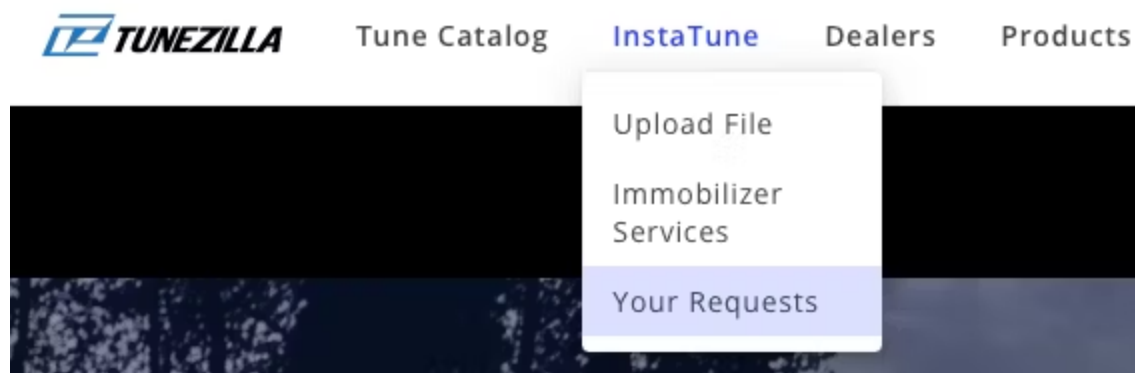 TUNEZILLA Tune Catalog InstaTune Dealers Products
Upload File
Immobilizer
Services
Your Requests